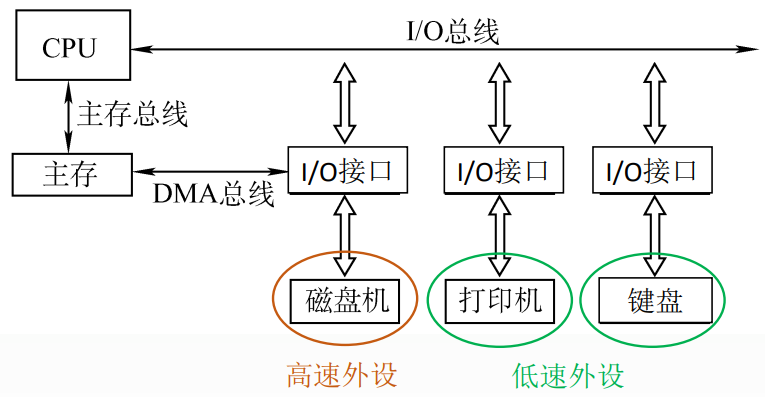 I/O总线
CPU
主存总线
主存
DMA总线
I/O接口
I/O接口
I/O接口
磁盘机
打印机
键盘
高速外设
低速外设